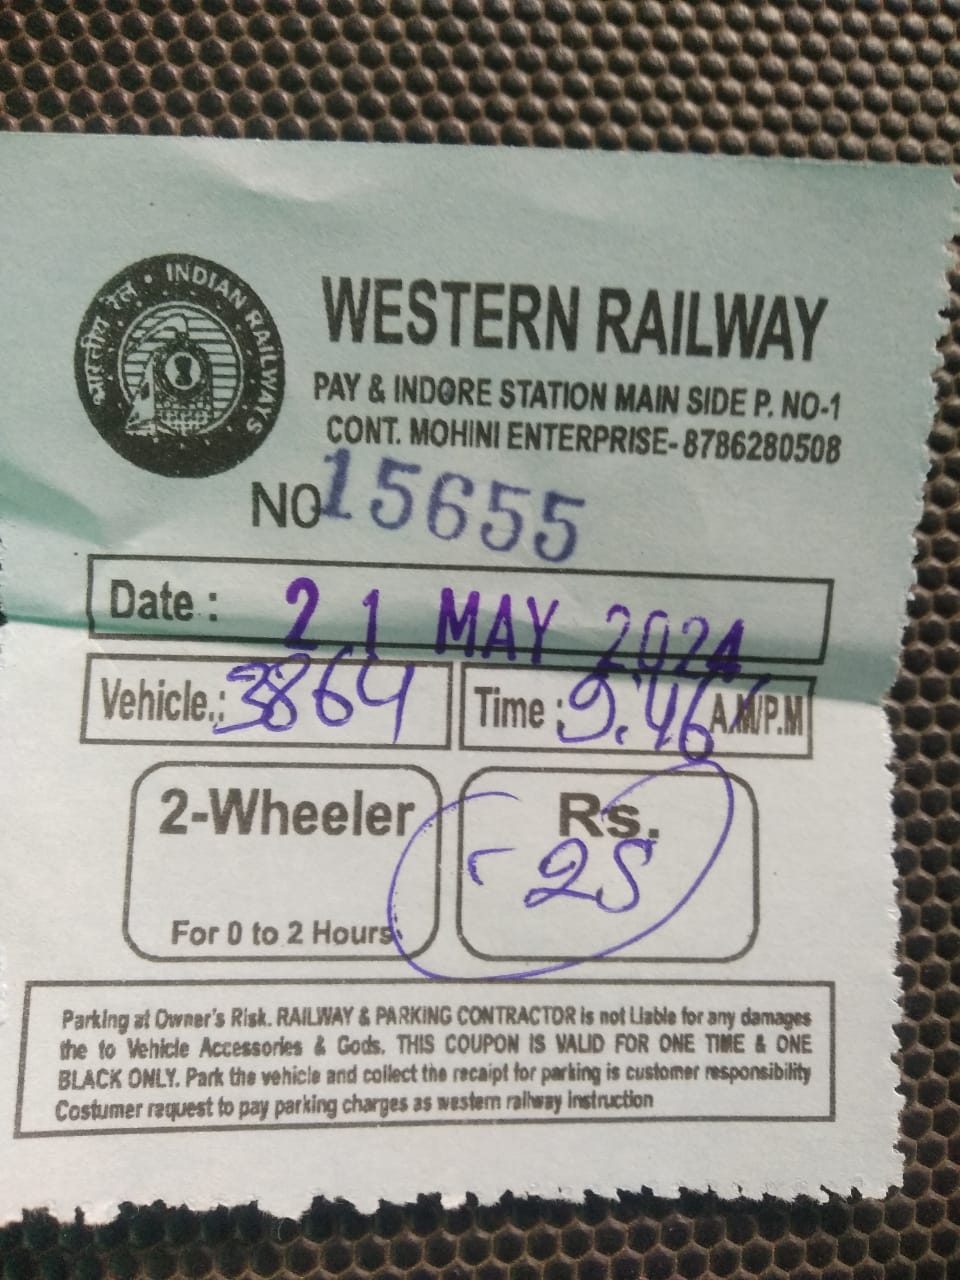 भारतीय रेल • INDIAN RAILWAYS
WESTERN RAILWAY
PAY & INDORE STATION MAIN SIDE P. NO-1
CONT. MOHINI ENTERPRISE- 8786280508
NO 15655
Date : 21 MAY 2024
Vehicle.: 3864 Time : 9.46 A.M/P.M
2-Wheeler Rs.
25
For 0 to 2 Hours
Parking at Owner's Risk. RAILWAY & PARKING CONTRACTOR is not Liable for any damages
the to Vehicle Accessories & Gods. THIS COUPON IS VALID FOR ONE TIME & ONE
BLACK ONLY. Park the vehicle and collect the recaipt for parking is customer responsibility
Costumer raquest to pay parking charges as western railway instruction